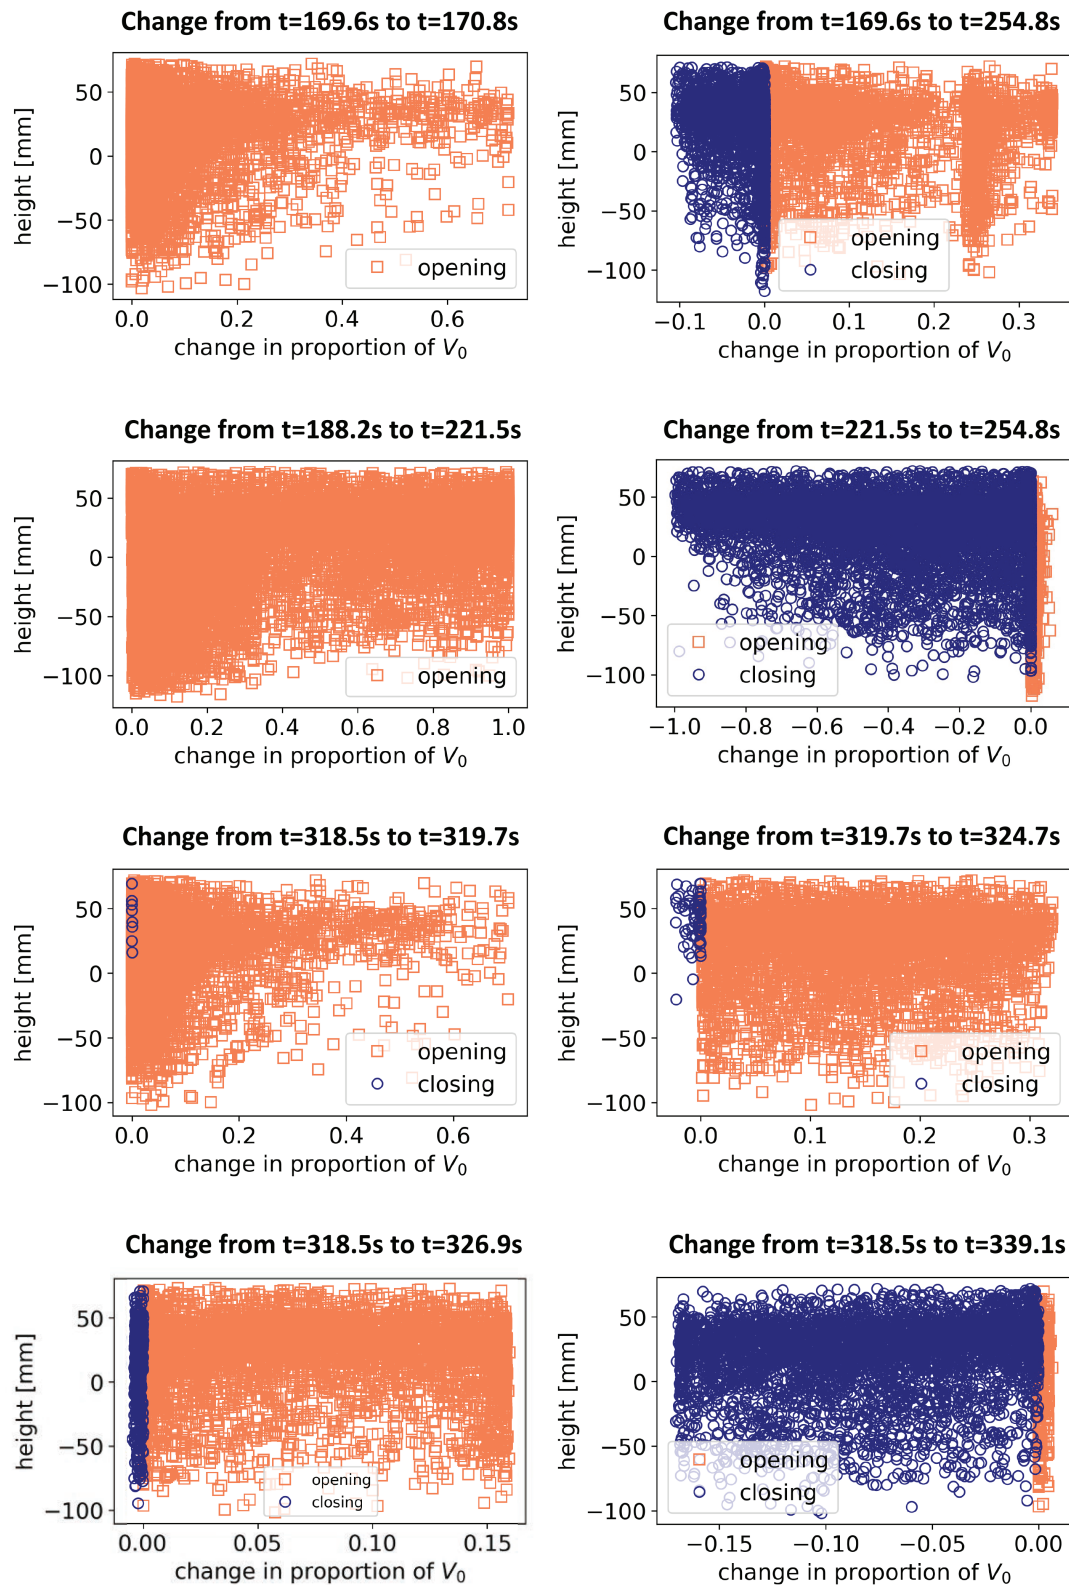 Change from t=169.6s to t=170.8s
height [mm]
50
0
−50
−100
opening
0.0 0.2 0.4 0.6
change in proportion of V₀
Change from t=169.6s to t=254.8s
height [mm]
50
0
−50
−100
opening
closing
−0.1 0.0 0.1 0.2 0.3
change in proportion of V₀
Change from t=188.2s to t=221.5s
height [mm]
50
0
−50
−100
opening
0.0 0.2 0.4 0.6 0.8 1.0
change in proportion of V₀
Change from t=221.5s to t=254.8s
height [mm]
50
0
−50
−100
opening
closing
−1.0 −0.8 −0.6 −0.4 −0.2 0.0
change in proportion of V₀
Change from t=318.5s to t=319.7s
height [mm]
50
0
−50
−100
opening
closing
0.0 0.2 0.4 0.6
change in proportion of V₀
Change from t=319.7s to t=324.7s
height [mm]
50
0
−50
−100
opening
closing
0.0 0.1 0.2 0.3
change in proportion of V₀
Change from t=318.5s to t=326.9s
height [mm]
50
0
−50
−100
opening
closing
0.00 0.05 0.10 0.15
change in proportion of V₀
Change from t=318.5s to t=339.1s
height [mm]
50
0
−50
−100
opening
closing
−0.15 −0.10 −0.05 0.00
change in proportion of V₀